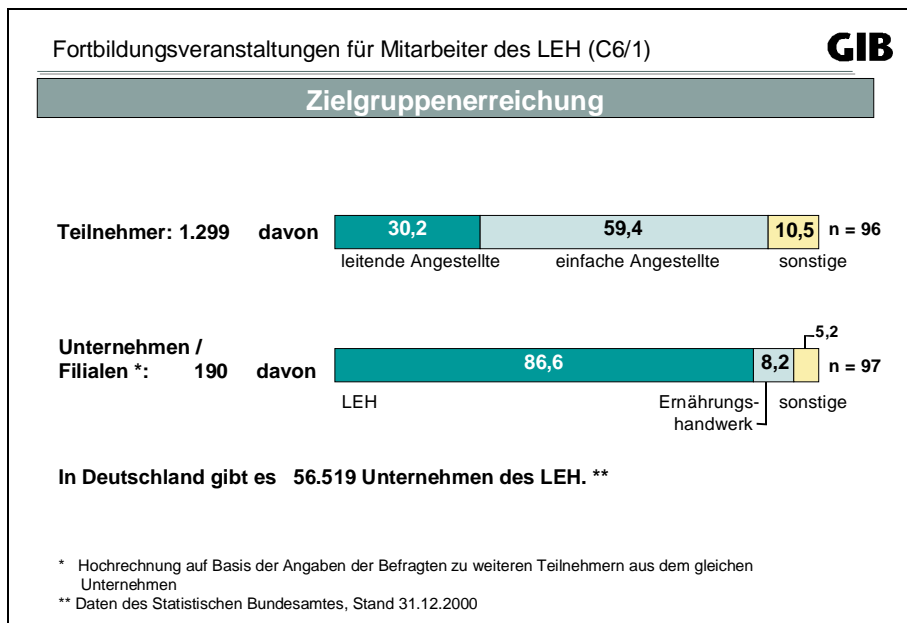 Fortbildungsveranstaltungen für Mitarbeiter des LEH (C6/1)
GIB
Zielgruppenerreichung
Teilnehmer: 1.299 davon 30,2 59,4 10,5 n = 96
leitende Angestellte einfache Angestellte sonstige
5,2
Unternehmen /
Filialen *: 190 davon 86,6 8,2 n = 97
LEH Ernährungs- sonstige
handwerk
In Deutschland gibt es 56.519 Unternehmen des LEH. **
* Hochrechnung auf Basis der Angaben der Befragten zu weiteren Teilnehmern aus dem gleichen
Unternehmen
** Daten des Statistischen Bundesamtes, Stand 31.12.2000